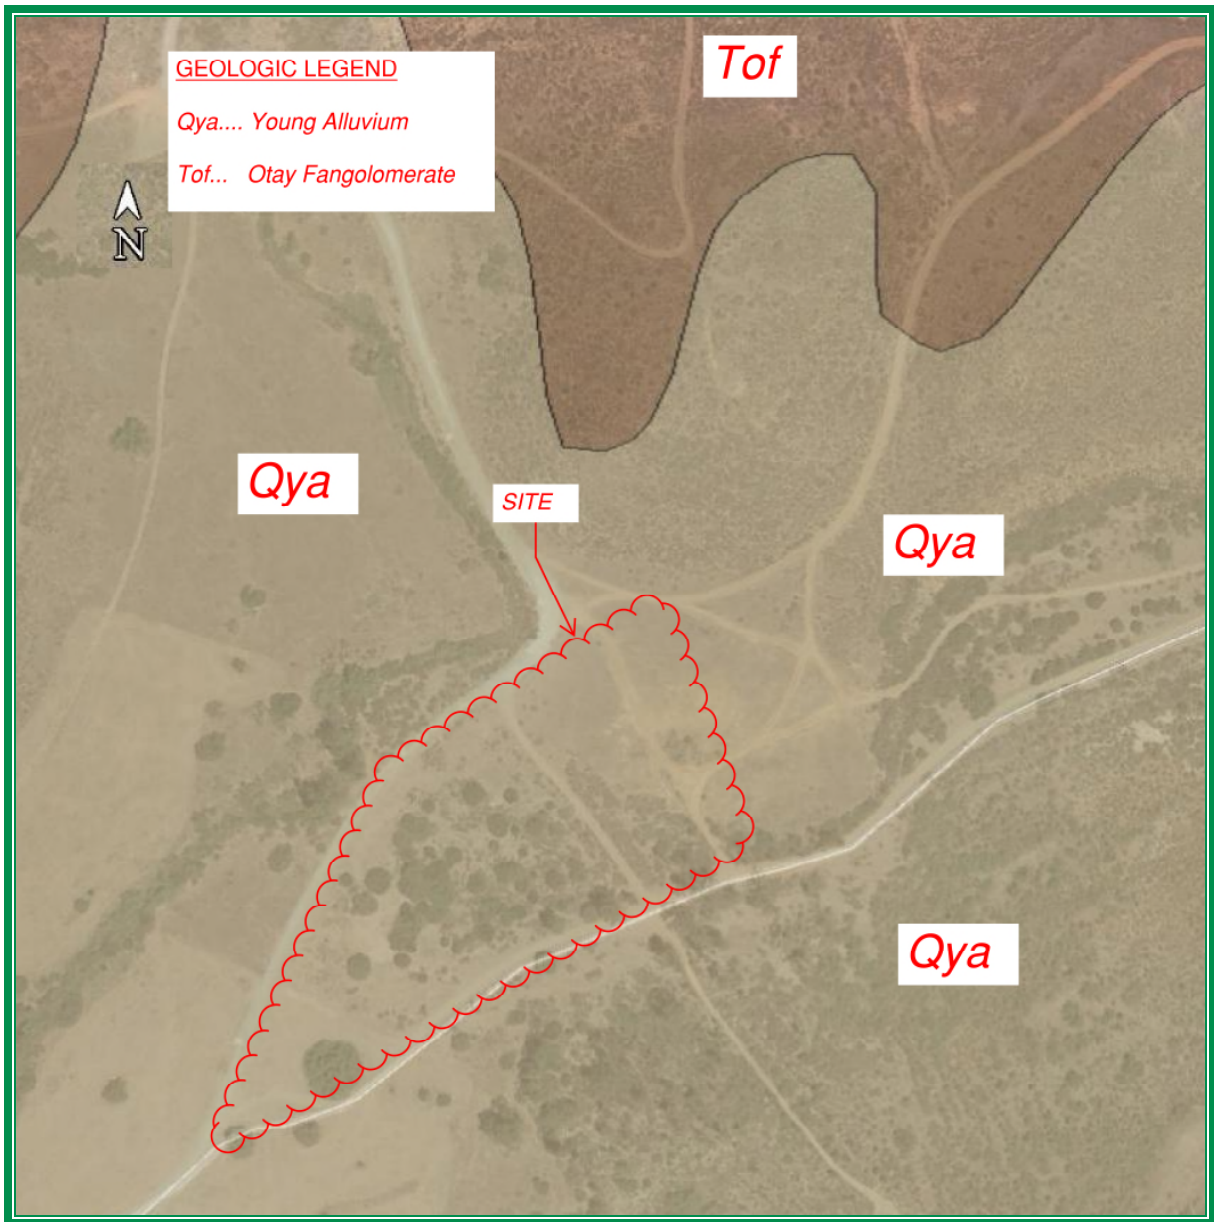 GEOLOGIC LEGEND
Qya.... Young Alluvium
Tof... Otay Fangolomerate
Tof
N
Qya
SITE
Qya
Qya